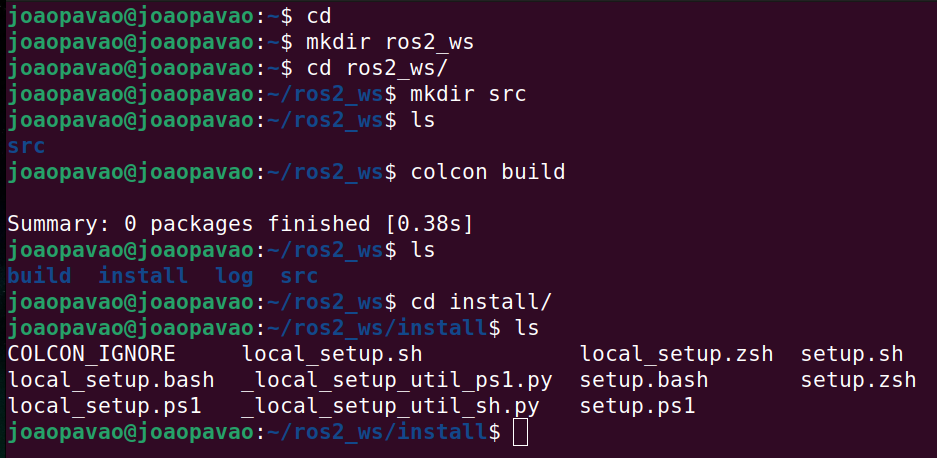 joaopavao@joaopavao:~$ cd
joaopavao@joaopavao:~$ mkdir ros2_ws
joaopavao@joaopavao:~$ cd ros2_ws/
joaopavao@joaopavao:~/ros2_ws$ mkdir src
joaopavao@joaopavao:~/ros2_ws$ ls
src
joaopavao@joaopavao:~/ros2_ws$ colcon build
Summary: 0 packages finished [0.38s]
joaopavao@joaopavao:~/ros2_ws$ ls
build  install  log  src
joaopavao@joaopavao:~/ros2_ws$ cd install/
joaopavao@joaopavao:~/ros2_ws/install$ ls
COLCON_IGNORE     local_setup.sh            local_setup.zsh  setup.sh
local_setup.bash  _local_setup_util_ps1.py  setup.bash       setup.zsh
local_setup.ps1   _local_setup_util_sh.py   setup.ps1
joaopavao@joaopavao:~/ros2_ws/install$